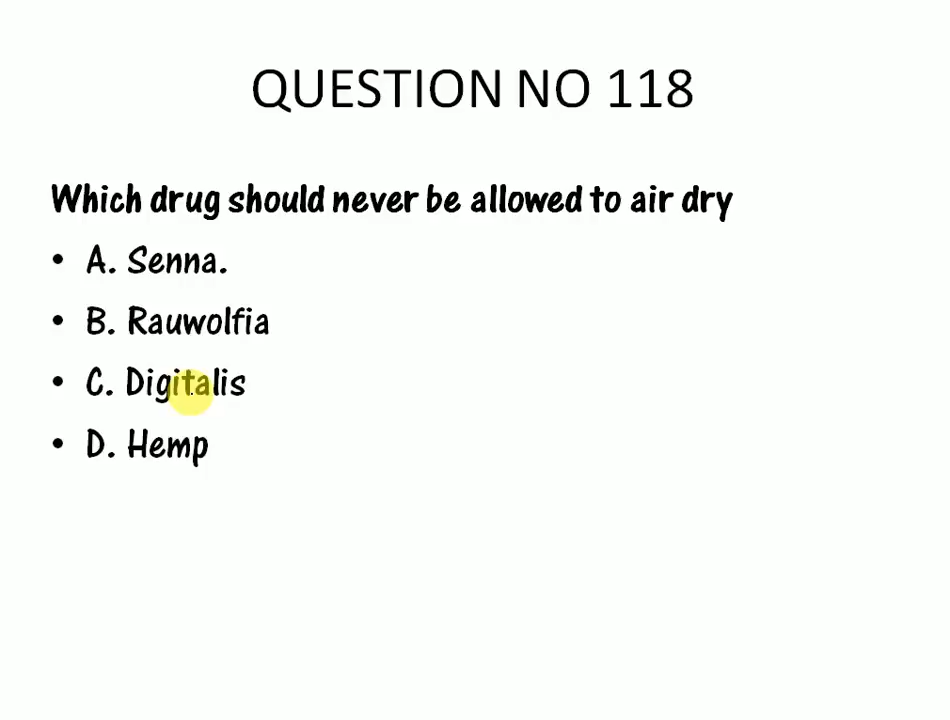 QUESTION NO 118
Which drug should never be allowed to air dry
• A. Senna.
• B. Rauwolfia
• C. Digitalis
• D. Hemp